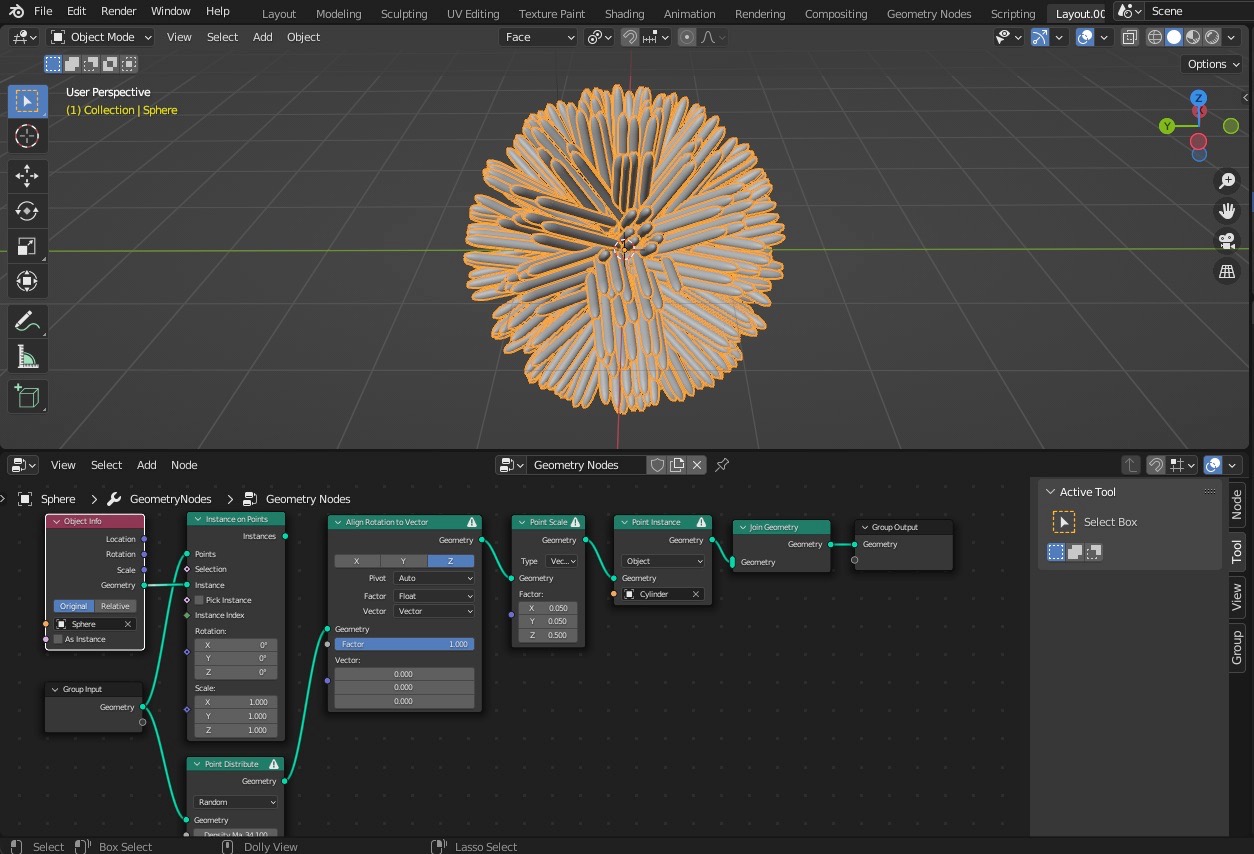 File Edit Render Window Help Layout Modeling Sculpting UV Editing Texture Paint Shading Animation Rendering Compositing Geometry Nodes Scripting Layout.00 Scene
Object Mode View Select Add Object Face
Options
User Perspective
(1) Collection | Sphere
Z
Y
View Select Add Node Geometry Nodes
Sphere > GeometryNodes > Geometry Nodes
Object Info
Location
Rotation
Scale
Geometry
Original Relative
Sphere
As Instance
Group Input
Geometry
Instance on Points
Instances
Points
Selection
Instance
Pick Instance
Instance Index
Rotation:
X 0°
Y 0°
Z 0°
Scale:
X 1.000
Y 1.000
Z 1.000
Point Distribute
Geometry
Random
Geometry
Density Ma 34.100
Align Rotation to Vector
Geometry
X Y Z
Pivot Auto
Factor Float
Vector Vector
Geometry
Factor 1.000
Vector:
0.000
0.000
0.000
Point Scale
Geometry
Type Vec...
Geometry
Factor:
X 0.050
Y 0.050
Z 0.500
Point Instance
Geometry
Object
Geometry
Cylinder
Join Geometry
Geometry
Geometry
Group Output
Geometry
Active Tool
Select Box
Node
Tool
View
Group
Select Box Select Dolly View Lasso Select